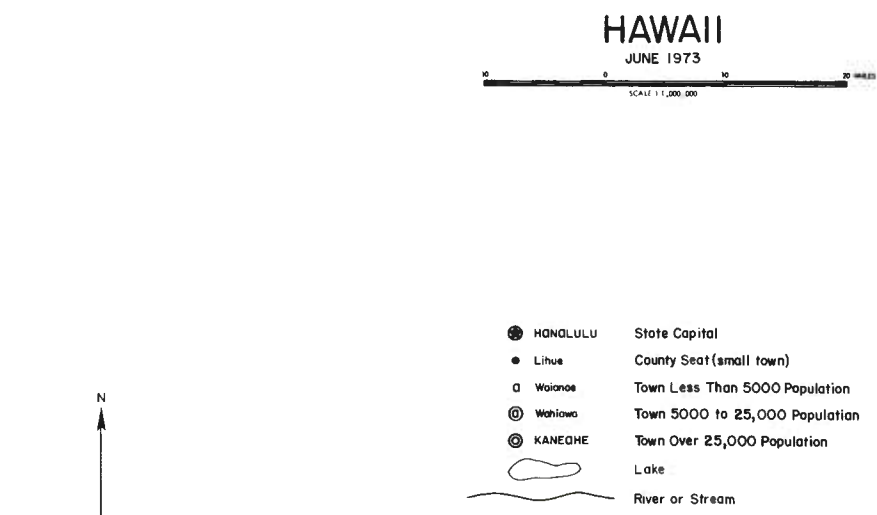 HAWAII
JUNE 1973
10 0 10 20 MILES
SCALE 1:1,000,000
HONOLULU State Capital
Lihue County Seat (small town)
Waianae Town Less Than 5000 Population
Wahiawa Town 5000 to 25,000 Population
KANEOHE Town Over 25,000 Population
N
Lake
River or Stream